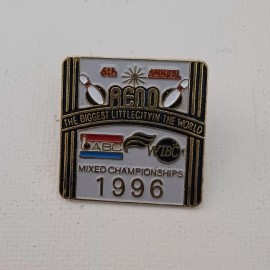 4th ANNUAL
RENO
THE BIGGEST LITTLE CITY IN THE WORLD
ABC WIBC
MIXED CHAMPIONSHIPS
1996